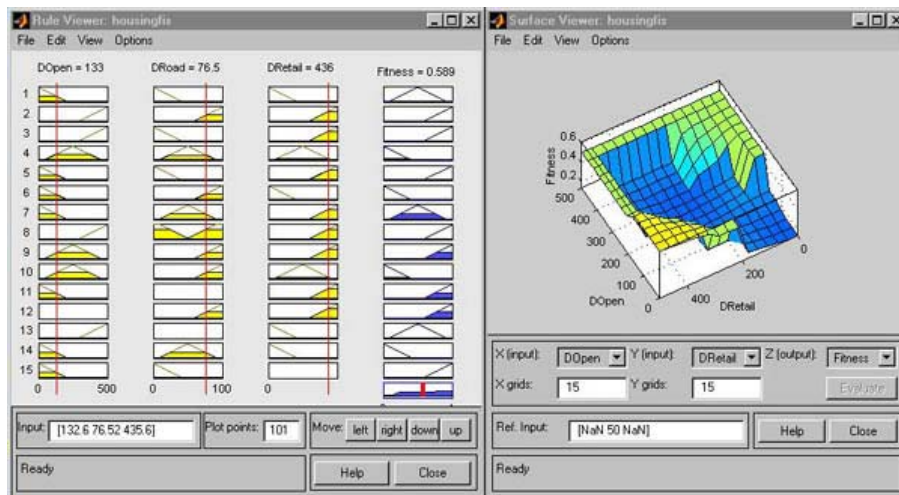 Rule Viewer: housingfis
File Edit View Options
DOpen = 133 DRoad = 76.5 DRetail = 436 Fitness = 0.589
1
2
3
4
5
6
7
8
9
10
11
12
13
14
15
0 500 0 100 0
Input: [132.6 76.52 435.6] Plot points: 101 Move: left right down up
Ready
Help Close
Surface Viewer: housingfis
File Edit View Options
0.6
0.4
0.2
Fitness
500
400
300
200
100
0
DOpen
400
200
0
DRetail
X (input): DOpen Y (input): DRetail Z (output): Fitness
X grids: 15 Y grids: 15 Evaluate
Ref. Input: [NaN 50 NaN] Help Close
Ready